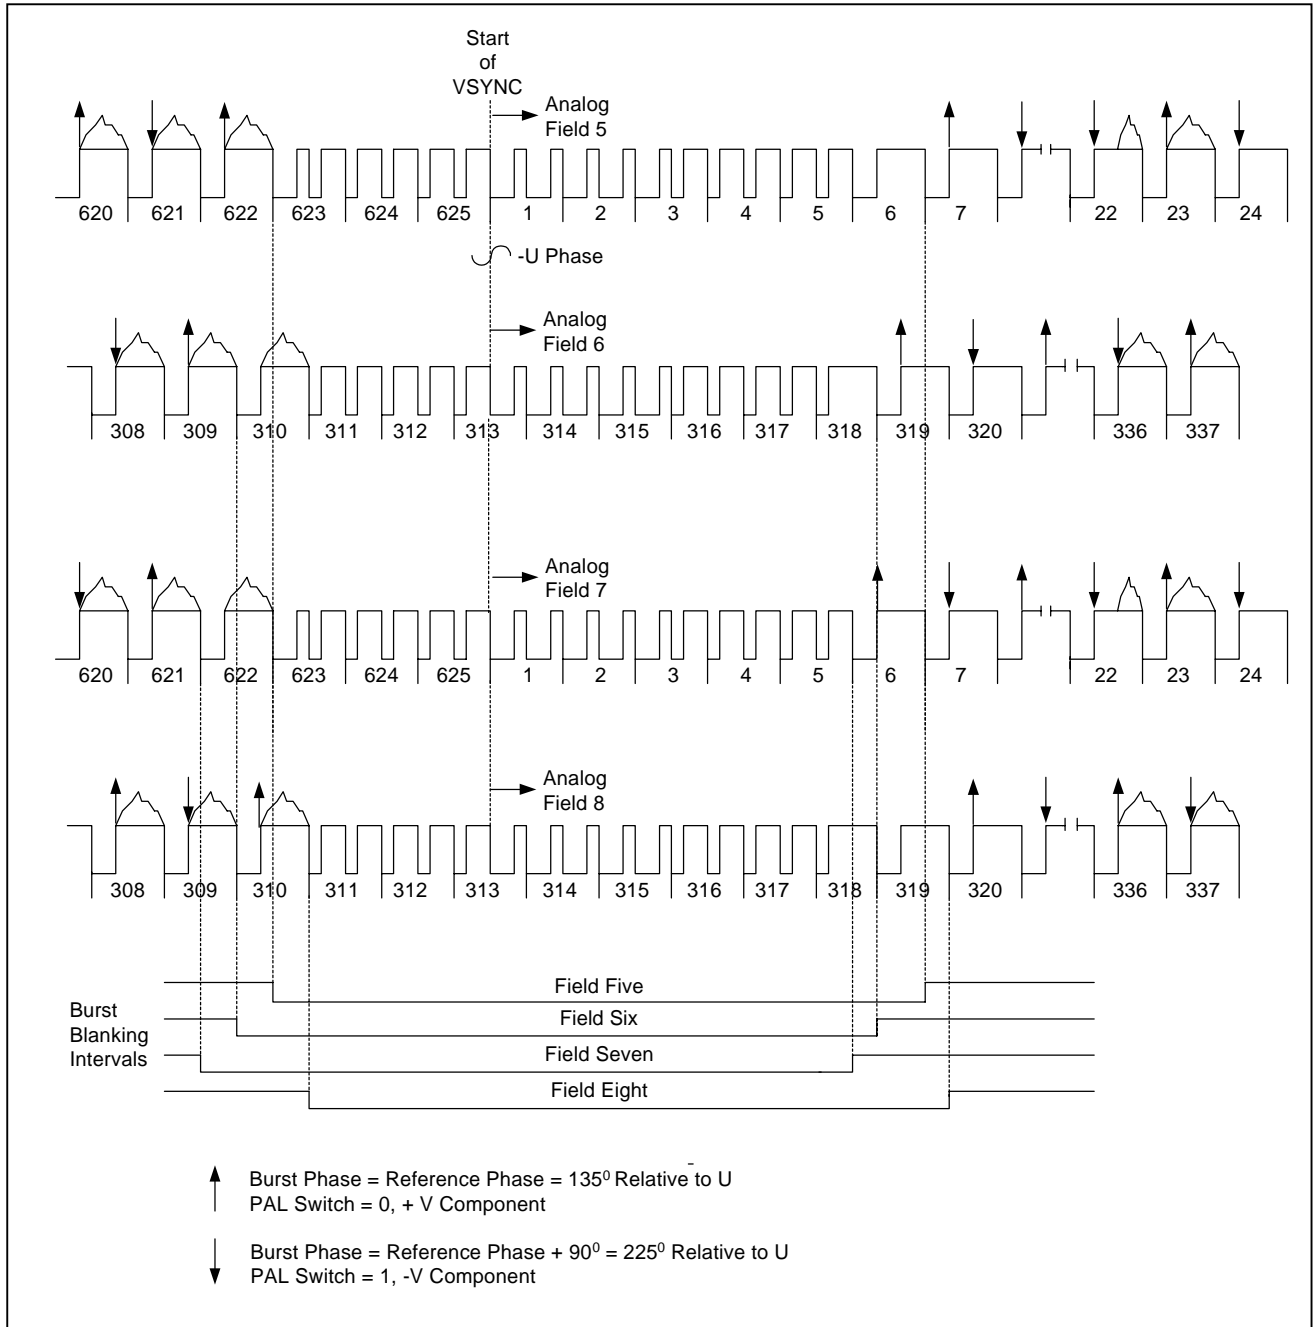 Start
of
VSYNC
Analog
Field 5
620 621 622 623 624 625 1 2 3 4 5 6 7 22 23 24
-U Phase
Analog
Field 6
308 309 310 311 312 313 314 315 316 317 318 319 320 336 337
Analog
Field 7
620 621 622 623 624 625 1 2 3 4 5 6 7 22 23 24
Analog
Field 8
308 309 310 311 312 313 314 315 316 317 318 319 320 336 337
Burst
Blanking
Intervals
Field Five
Field Six
Field Seven
Field Eight
Burst Phase = Reference Phase = 135⁰ Relative to U
PAL Switch = 0, + V Component
Burst Phase = Reference Phase + 90⁰ = 225⁰ Relative to U
PAL Switch = 1, -V Component